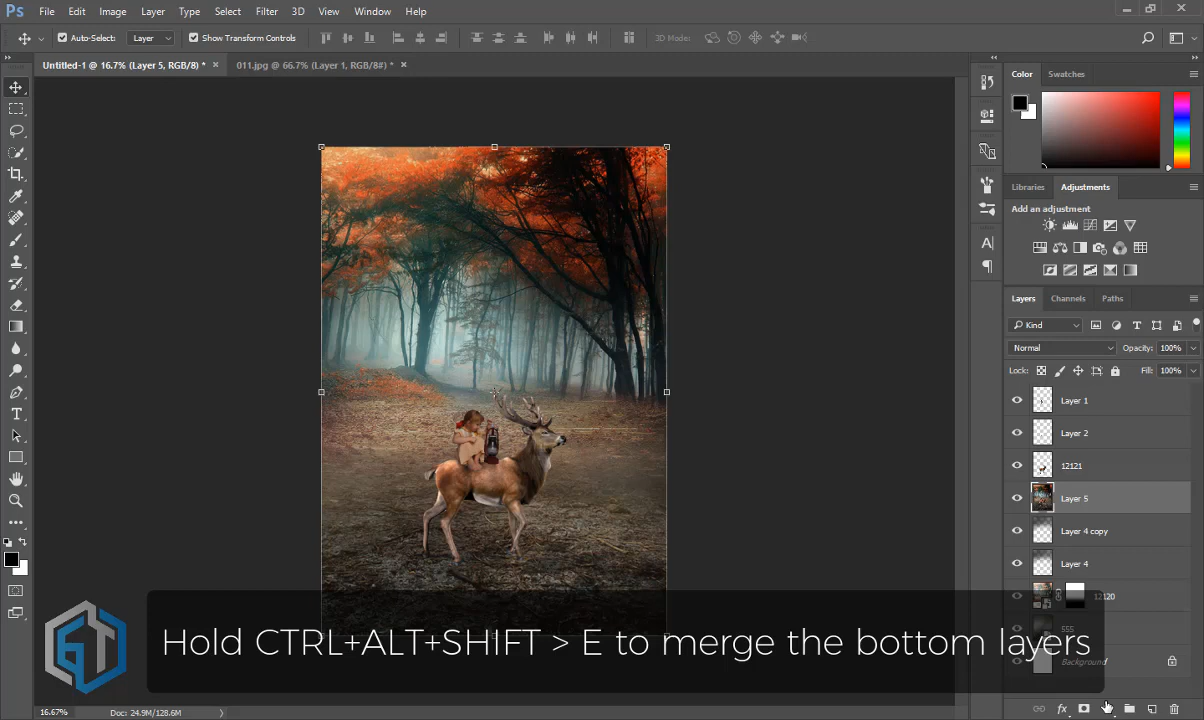 Ps File Edit Image Layer Type Select Filter 3D View Window Help
Auto-Select: Layer Show Transform Controls 3D Mode:
Untitled-1 @ 16.7% (Layer 5, RGB/8) * × 011.jpg @ 66.7% (Layer 1, RGB/8#) * ×
Color Swatches
Libraries Adjustments
Add an adjustment
Layers Channels Paths
Kind
Normal Opacity: 100%
Lock: Fill: 100%
Layer 1
Layer 2
12121
Layer 5
Layer 4 copy
Layer 4
12120
555
Background
Hold CTRL+ALT+SHIFT > E to merge the bottom layers
16.67% Doc: 24.9M/128.6M